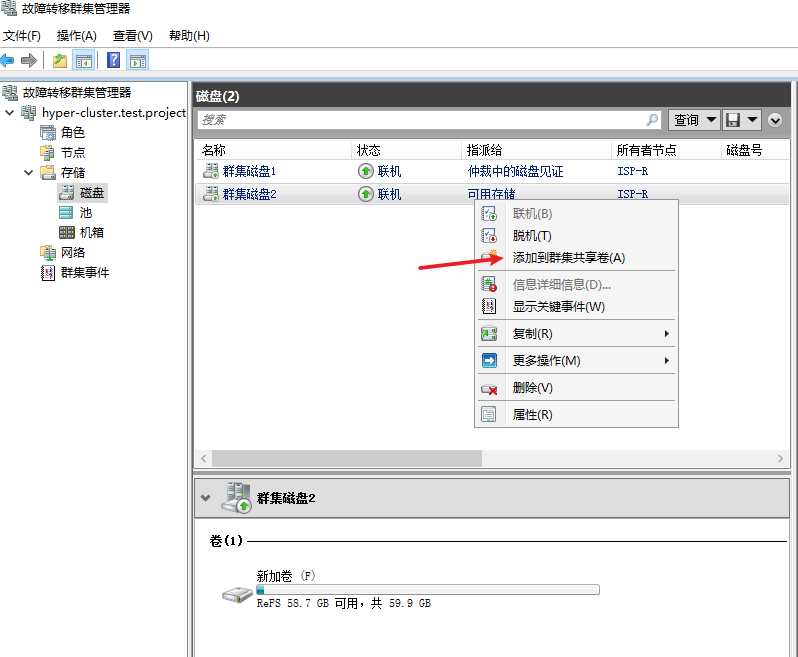 故障转移群集管理器
文件(F) 操作(A) 查看(V) 帮助(H)
故障转移群集管理器
hyper-cluster.test.project
角色
节点
存储
磁盘
池
机箱
网络
群集事件
磁盘(2)
搜索 查询
名称 状态 指派给 所有者节点 磁盘号
群集磁盘1 联机 仲裁中的磁盘见证 ISP-R
群集磁盘2 联机 可用存储 ISP-R
联机(B)
脱机(T)
添加到群集共享卷(A)
信息详细信息(D)...
显示关键事件(W)
复制(R)
更多操作(M)
删除(V)
属性(R)
群集磁盘2
卷(1)
新加卷 (F)
ReFS 58.7 GB 可用，共 59.9 GB